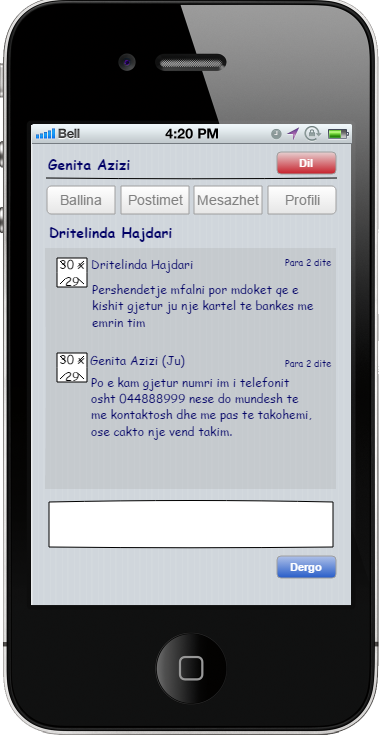 Bell 4:20 PM
Genita Azizi Dil
Ballina Postimet Mesazhet Profili
Dritelinda Hajdari
30 x
29
Dritelinda Hajdari Para 2 dite
Pershendetje mfalni por mdoket qe e
kishit gjetur ju nje kartel te bankes me
emrin tim
30 x
29
Genita Azizi (Ju) Para 2 dite
Po e kam gjetur numri im i telefonit
osht 044888999 nese do mundesh te
me kontaktosh dhe me pas te takohemi,
ose cakto nje vend takim.
Dergo